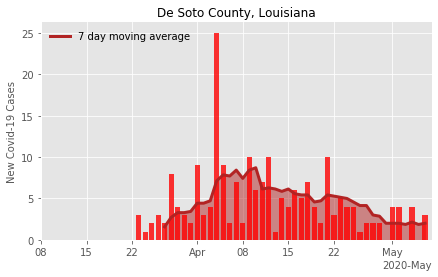 De Soto County, Louisiana
7 day moving average
New Covid-19 Cases
25
20
15
10
5
0
08
15
22
Apr
08
15
22
May
2020-May